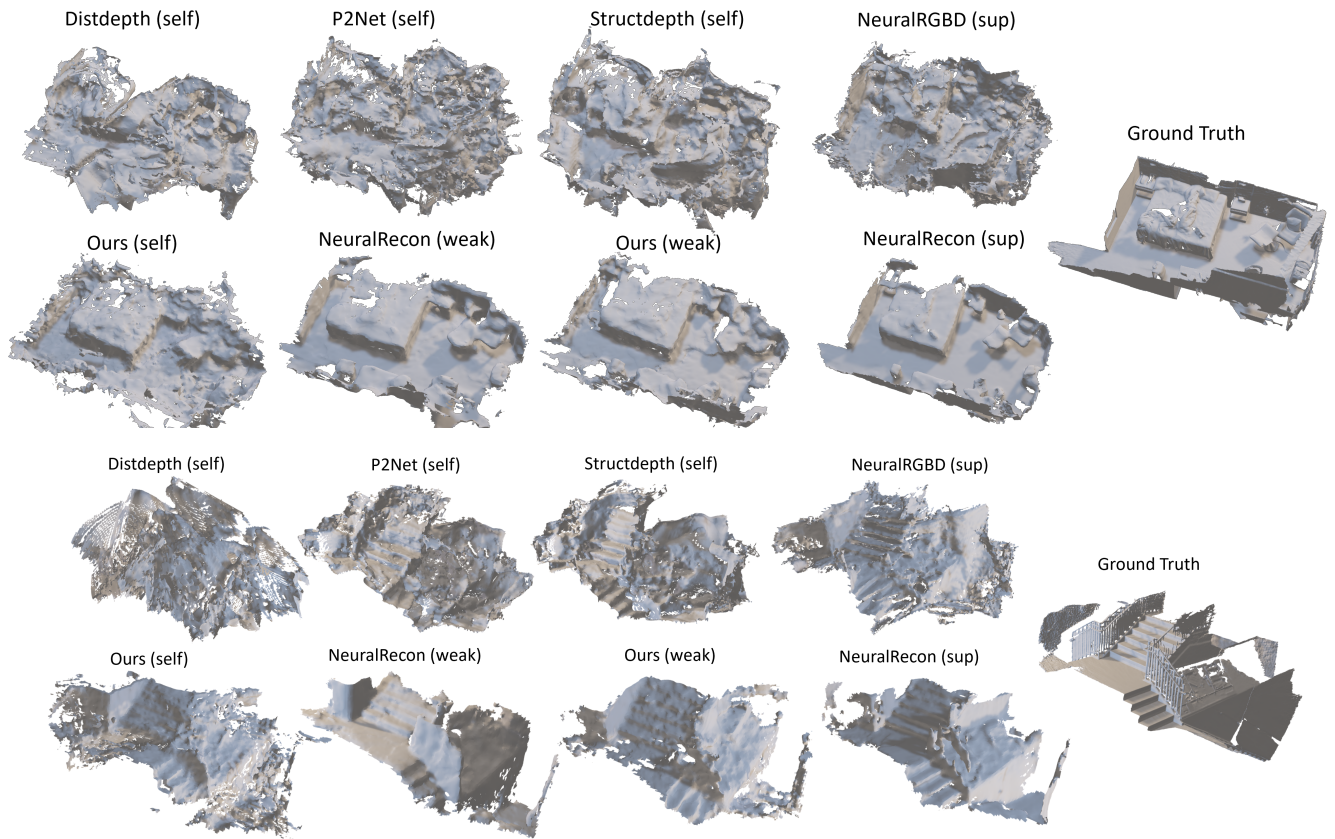 Distdepth (self)
P2Net (self)
Structdepth (self)
NeuralRGBD (sup)
Ground Truth
Ours (self)
NeuralRecon (weak)
Ours (weak)
NeuralRecon (sup)
Distdepth (self)
P2Net (self)
Structdepth (self)
NeuralRGBD (sup)
Ground Truth
Ours (self)
NeuralRecon (weak)
Ours (weak)
NeuralRecon (sup)